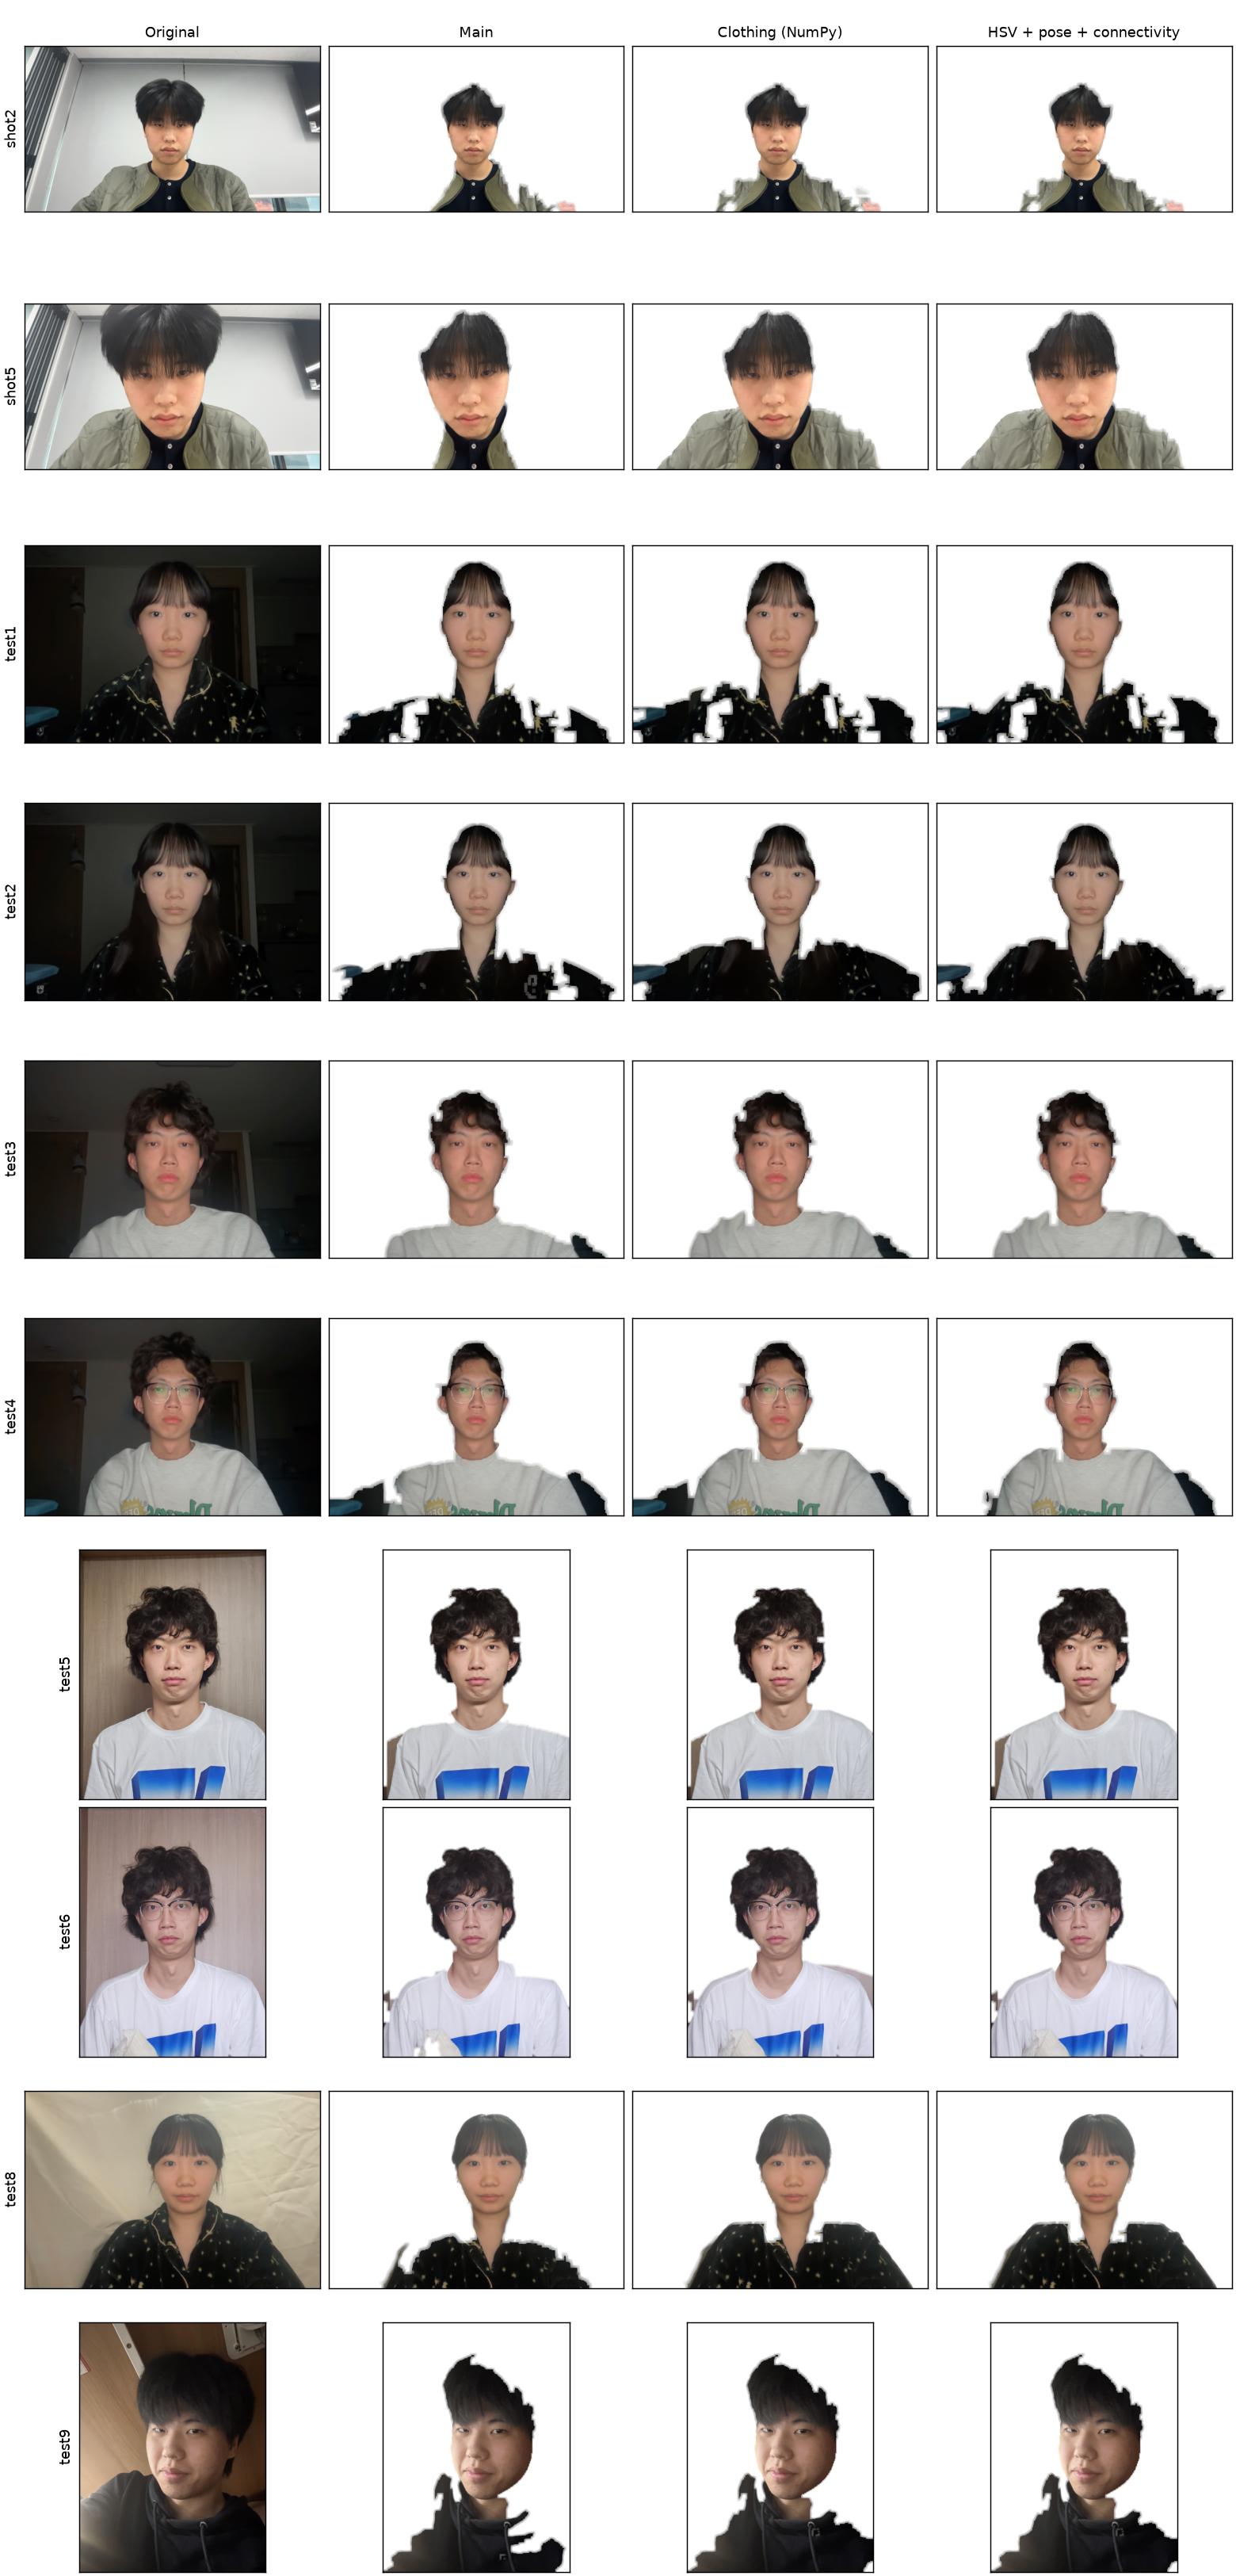 Original Main Clothing (NumPy) HSV + pose + connectivity
shot2
shot5
test1
test2
test3
test4
test5
test6
test8
test9